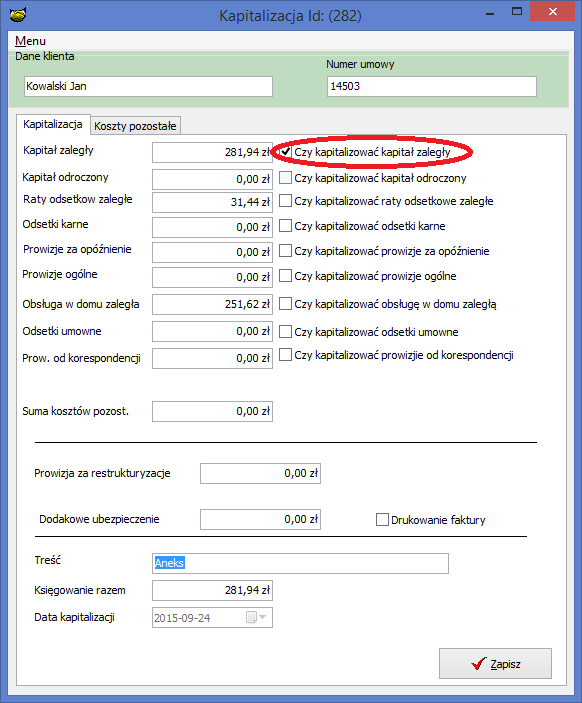 Kapitalizacja Id: (282)
Menu
Dane klienta
Numer umowy
Kowalski Jan 14503
Kapitalizacja Koszty pozostałe
Kapitał zaległy 281,94 zł Czy kapitalizować kapitał zaległy
Kapitał odroczony 0,00 zł Czy kapitalizować kapitał odroczony
Raty odsetkow zaległe 31,44 zł Czy kapitalizować raty odsetkowe zaległe
Odsetki karne 0,00 zł Czy kapitalizować odsetki karne
Prowizje za opóźnienie 0,00 zł Czy kapitalizować prowizje za opóźnienie
Prowizje ogólne 0,00 zł Czy kapitalizować prowizje ogólne
Obsługa w domu zaległa 251,62 zł Czy kapitalizować obsługę w domu zaległą
Odsetki umowne 0,00 zł Czy kapitalizować odsetki umowne
Prow. od korespondencji 0,00 zł Czy kapitalizować prowizjie od korespondencji
Suma kosztów pozost. 0,00 zł
Prowizja za restrukturyzacje 0,00 zł
Dodakowe ubezpieczenie 0,00 zł Drukowanie faktury
Treść Aneks
Księgowanie razem 281,94 zł
Data kapitalizacji 2015-09-24
Zapisz